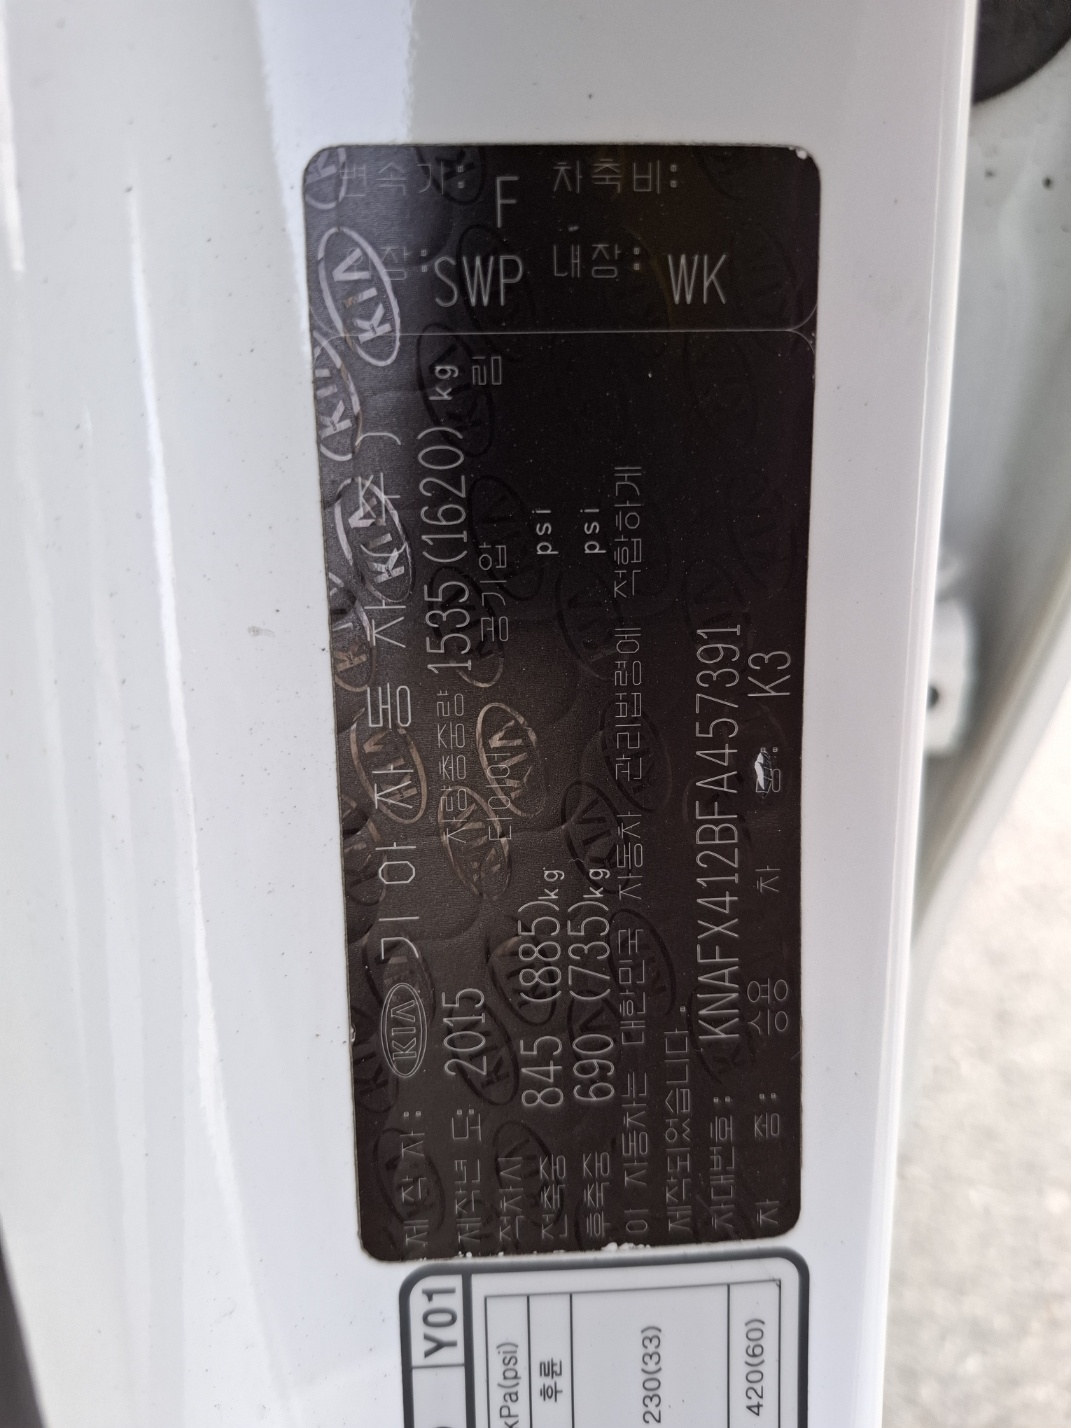 변속기: F 차축비:
장: SWP 내장: WK
제작자: KIA 기아자동차(주)
제작년도: 2015 차량총중량 1535(1620)kg
적차시 타이어 공기압 림
전축중 845 (885)kg psi
후축중 690 (735)kg psi
이 자동차는 대한민국 자동차 관리법령에 적합하게
제작되었습니다.
차대번호: KNAFX412BFA457391
차 종: 승용 차 명: K3
Y01
kPa(psi)
후륜
230(33)
420(60)